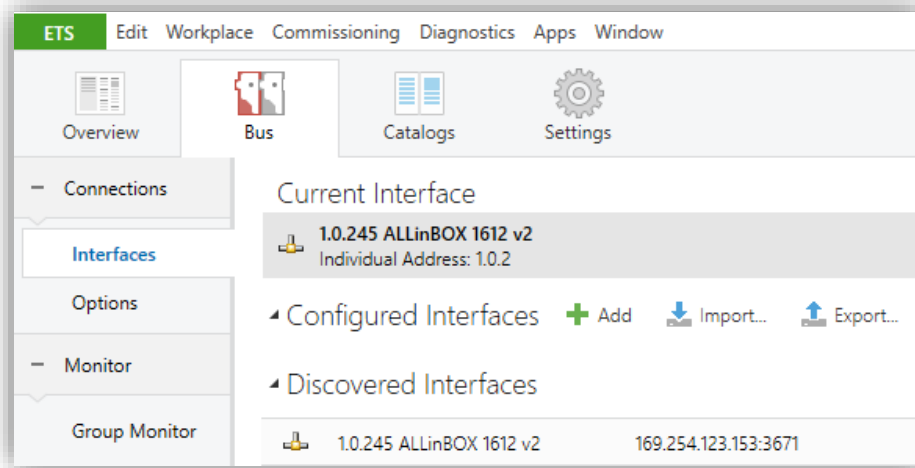 ETS Edit Workplace Commissioning Diagnostics Apps Window
Overview Bus Catalogs Settings
Connections
Interfaces
Options
Monitor
Group Monitor
Current Interface
1.0.245 ALLinBOX 1612 v2
Individual Address: 1.0.2
Configured Interfaces Add Import... Export...
Discovered Interfaces
1.0.245 ALLinBOX 1612 v2 169.254.123.153:3671